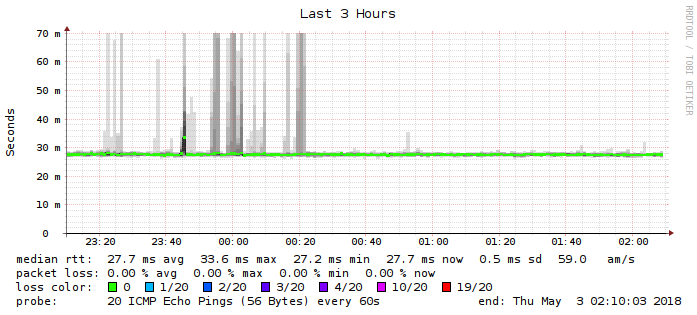 Last 3 Hours
RRDTOOL / TOBI OETIKER
Seconds
70 m
60 m
50 m
40 m
30 m
20 m
10 m
0
23:20 23:40 00:00 00:20 00:40 01:00 01:20 01:40 02:00
median rtt: 27.7 ms avg 33.6 ms max 27.2 ms min 27.7 ms now 0.5 ms sd 59.0 am/s
packet loss: 0.00 % avg 0.00 % max 0.00 % min 0.00 % now
loss color: 0 1/20 2/20 3/20 4/20 10/20 19/20
probe: 20 ICMP Echo Pings (56 Bytes) every 60s end: Thu May 3 02:10:03 2018